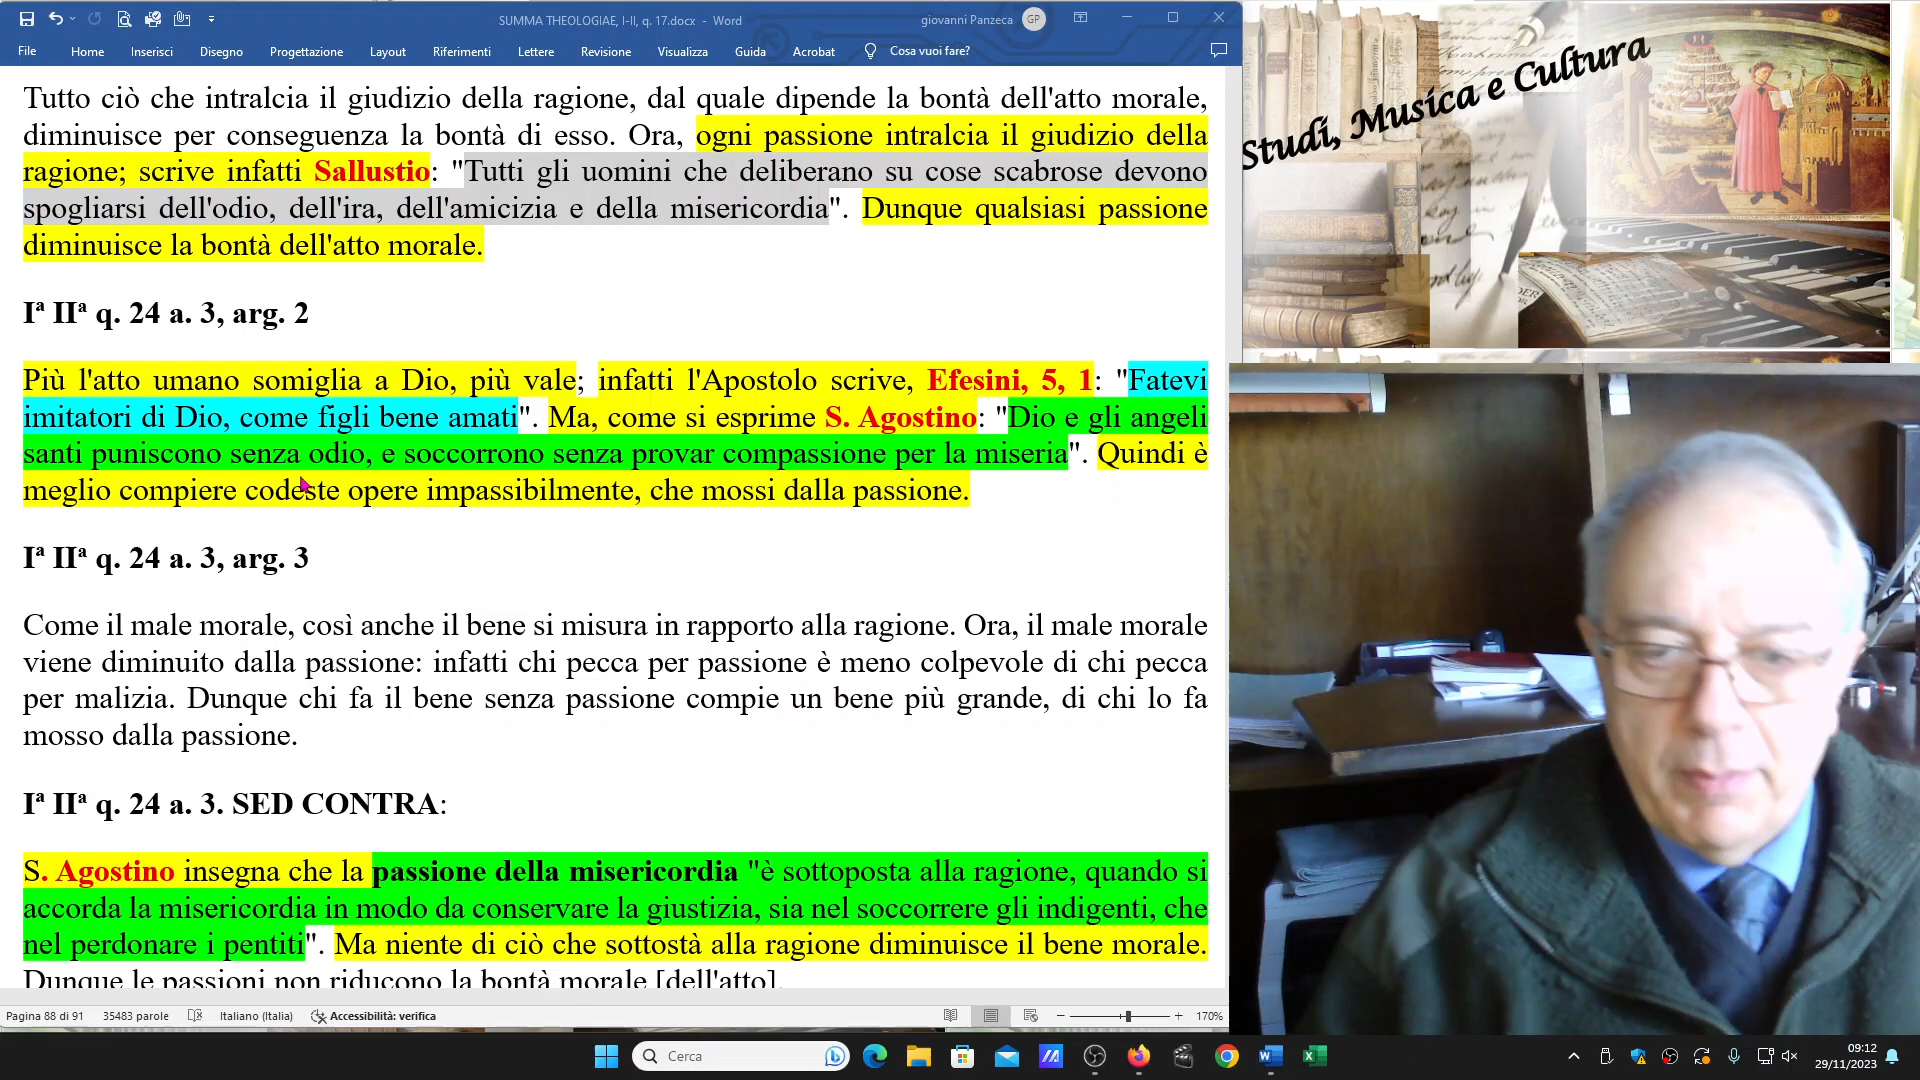 SUMMA THEOLOGIAE, I-II, q. 17.docx - Word
giovanni Panzeca GP
File Home Inserisci Disegno Progettazione Layout Riferimenti Lettere Revisione Visualizza Guida Acrobat Cosa vuoi fare?
Tutto ciò che intralcia il giudizio della ragione, dal quale dipende la bontà dell'atto morale,
diminuisce per conseguenza la bontà di esso. Ora, ogni passione intralcia il giudizio della
ragione; scrive infatti Sallustio: "Tutti gli uomini che deliberano su cose scabrose devono
spogliarsi dell'odio, dell'ira, dell'amicizia e della misericordia". Dunque qualsiasi passione
diminuisce la bontà dell'atto morale.
Iª IIª q. 24 a. 3, arg. 2
Più l'atto umano somiglia a Dio, più vale; infatti l'Apostolo scrive, Efesini, 5, 1: "Fatevi
imitatori di Dio, come figli bene amati". Ma, come si esprime S. Agostino: "Dio e gli angeli
santi puniscono senza odio, e soccorrono senza provar compassione per la miseria". Quindi è
meglio compiere codeste opere impassibilmente, che mossi dalla passione.
Iª IIª q. 24 a. 3, arg. 3
Come il male morale, così anche il bene si misura in rapporto alla ragione. Ora, il male morale
viene diminuito dalla passione: infatti chi pecca per passione è meno colpevole di chi pecca
per malizia. Dunque chi fa il bene senza passione compie un bene più grande, di chi lo fa
mosso dalla passione.
Iª IIª q. 24 a. 3. SED CONTRA:
S. Agostino insegna che la passione della misericordia "è sottoposta alla ragione, quando si
accorda la misericordia in modo da conservare la giustizia, sia nel soccorrere gli indigenti, che
nel perdonare i pentiti". Ma niente di ciò che sottostà alla ragione diminuisce il bene morale.
Dunque le passioni non riducono la bontà morale [dell'atto].
Pagina 88 di 91 35483 parole Italiano (Italia) Accessibilità: verifica 170%
Studi, Musica e Cultura
Cerca
09:12
29/11/2023